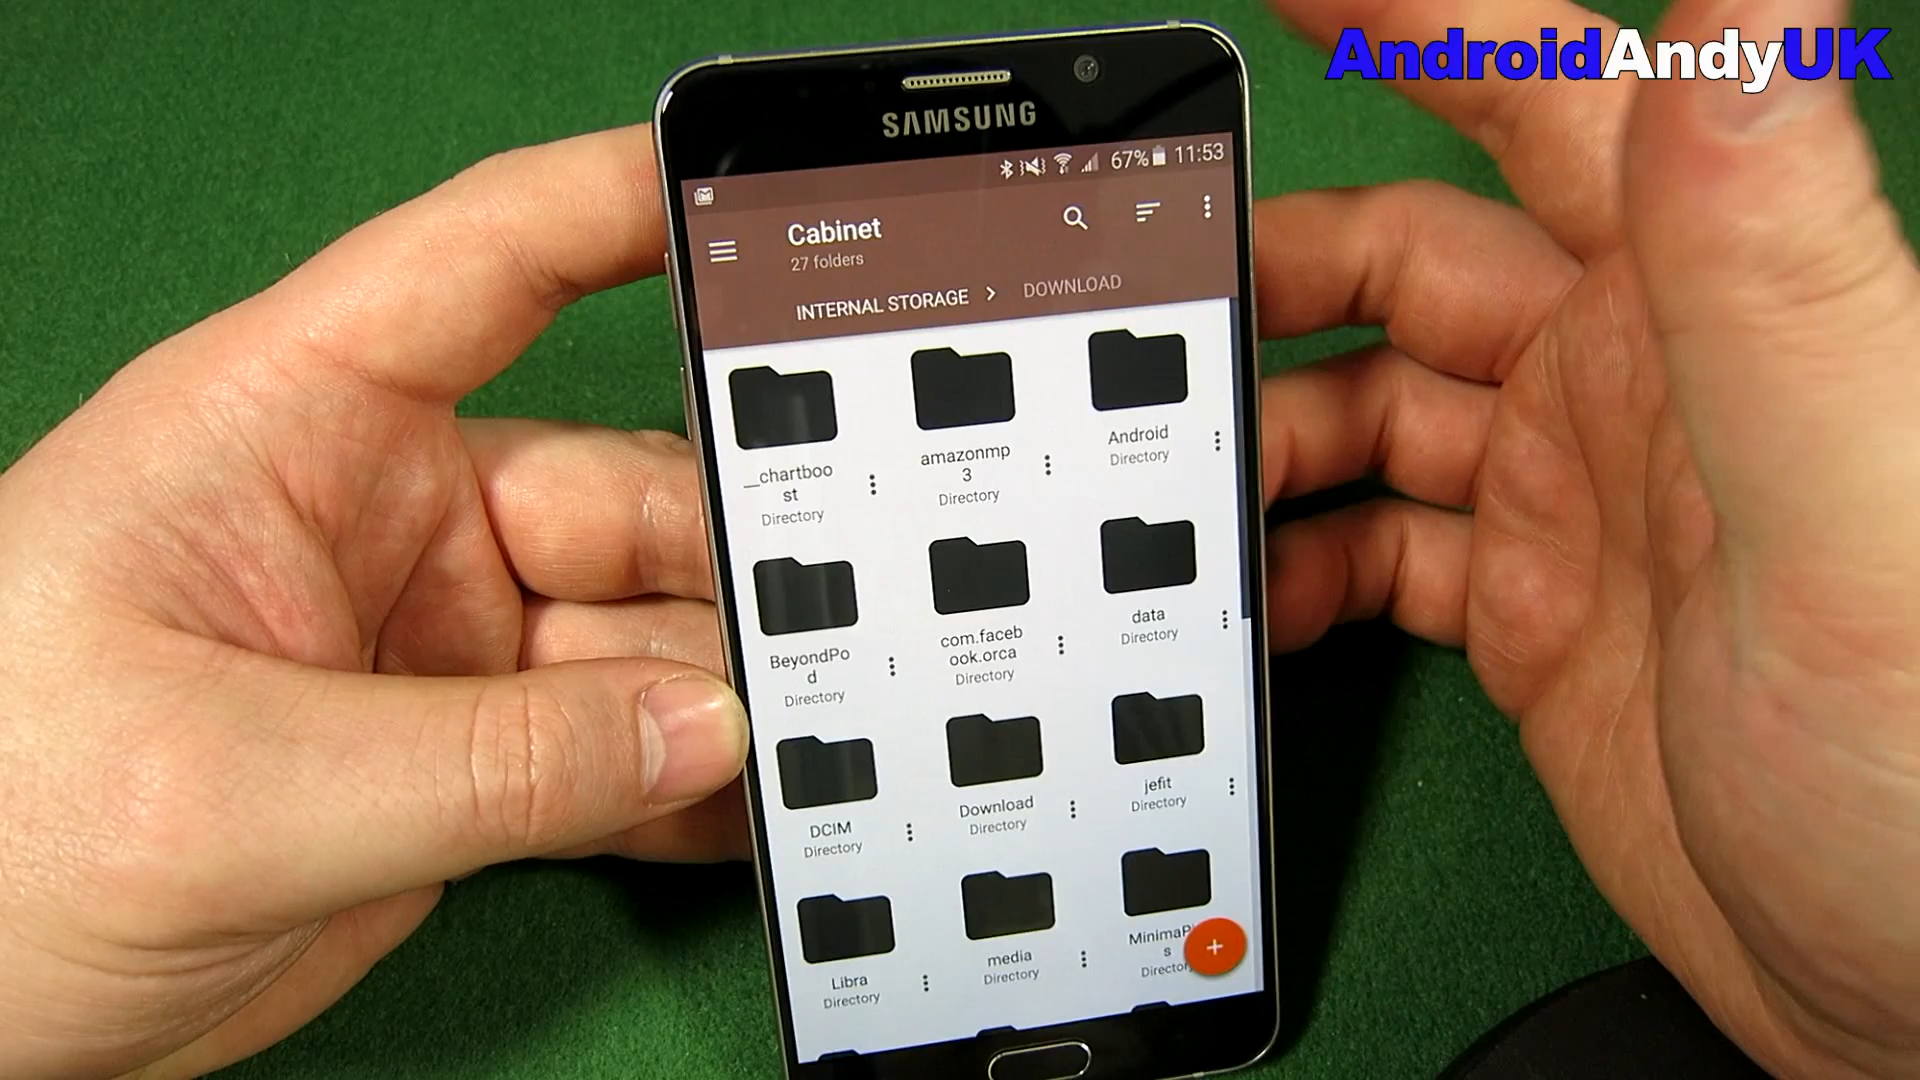 AndroidAndyUK
SAMSUNG
67% 11:53
Cabinet
27 folders
INTERNAL STORAGE > DOWNLOAD
__chartboo
st
Directory
amazonmp
3
Directory
Android
Directory
BeyondPo
d
Directory
com.faceb
ook.orca
Directory
data
Directory
DCIM
Directory
Download
Directory
jefit
Directory
Libra
Directory
media
Directory
s